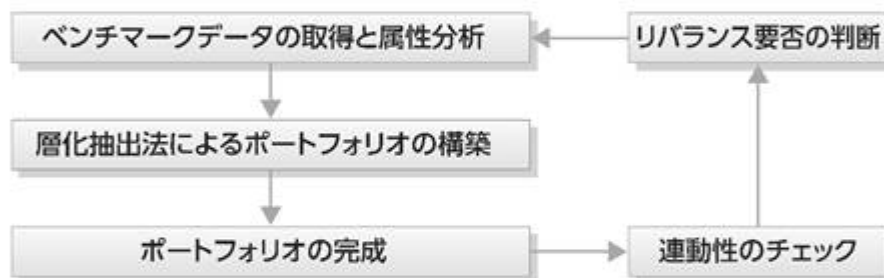 ベンチマークデータの取得と属性分析
リバランス要否の判断
層化抽出法によるポートフォリオの構築
ポートフォリオの完成
連動性のチェック